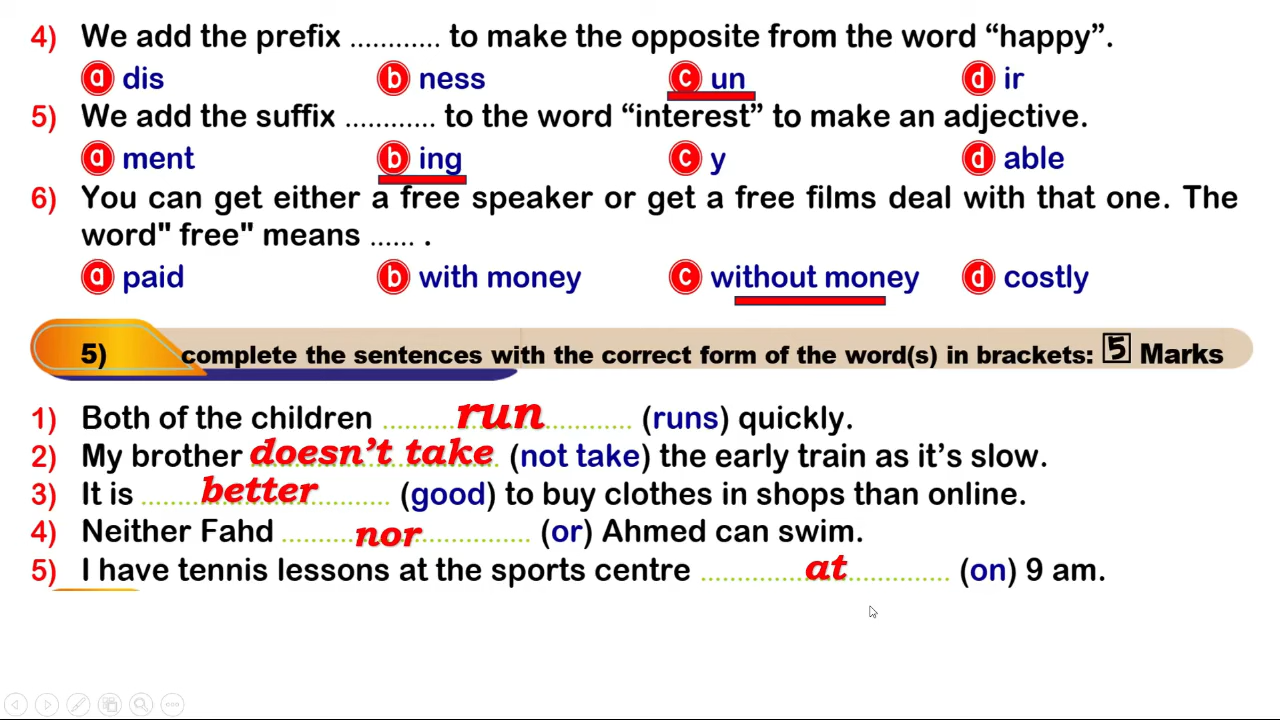 4) We add the prefix ............ to make the opposite from the word “happy”.
a dis b ness c un d ir
5) We add the suffix ............ to the word “interest” to make an adjective.
a ment b ing c y d able
6) You can get either a free speaker or get a free films deal with that one. The
word" free" means ...... .
a paid b with money c without money d costly
5) complete the sentences with the correct form of the word(s) in brackets: 5 Marks
1) Both of the children run (runs) quickly.
2) My brother doesn’t take (not take) the early train as it’s slow.
3) It is better (good) to buy clothes in shops than online.
4) Neither Fahd nor (or) Ahmed can swim.
5) I have tennis lessons at the sports centre at (on) 9 am.